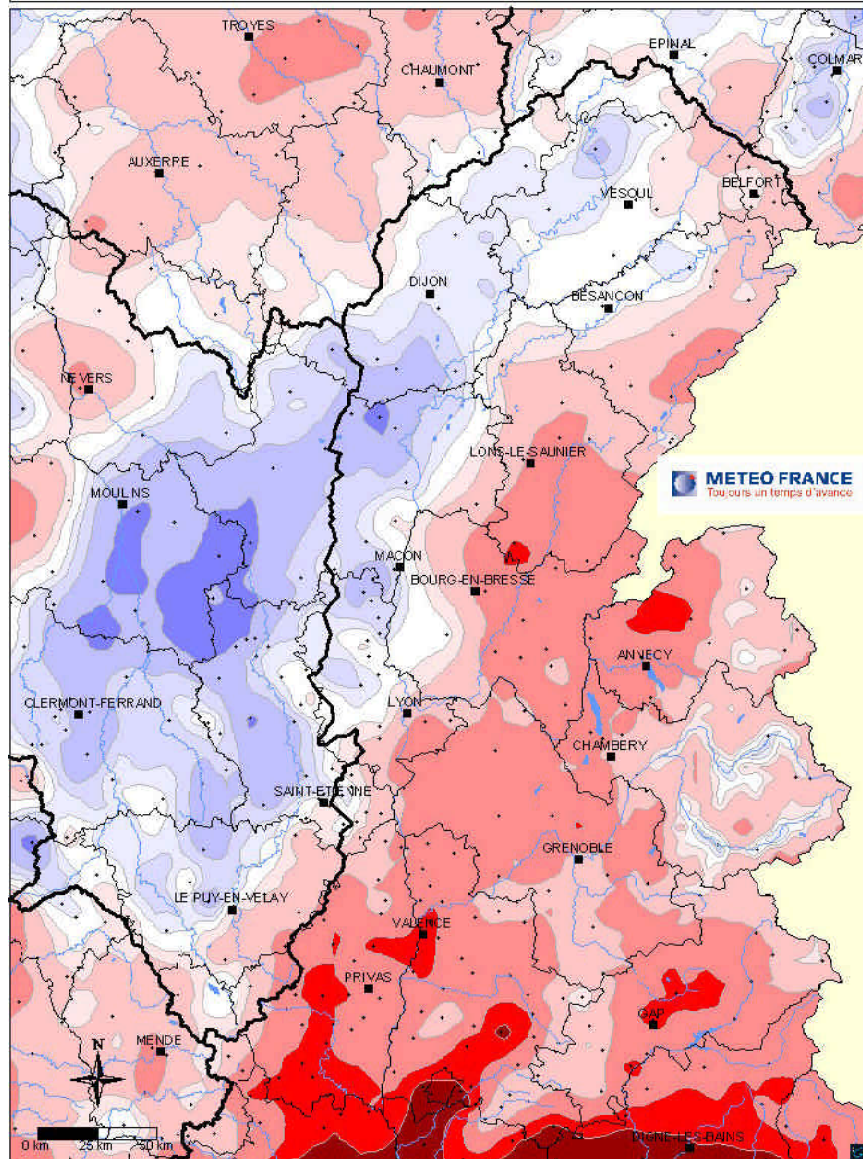 TROYES
EPINAL
COLMAR
CHAUMONT
AUXERRE
VESOUL
BELFORT
DIJON
BESANCON
NEVERS
LONS-LE-SAUNIER
METEO FRANCE
Toujours un temps d'avance
MOULINS
MACON
BOURG-EN-BRESSE
ANNECY
CLERMONT-FERRAND
LYON
CHAMBERY
SAINT-ETIENNE
GRENOBLE
LE PUY-EN-VELAY
VALENCE
PRIVAS
GAP
N
MENDE
0 km 25 km 50 km
DIGNE-LES-BAINS